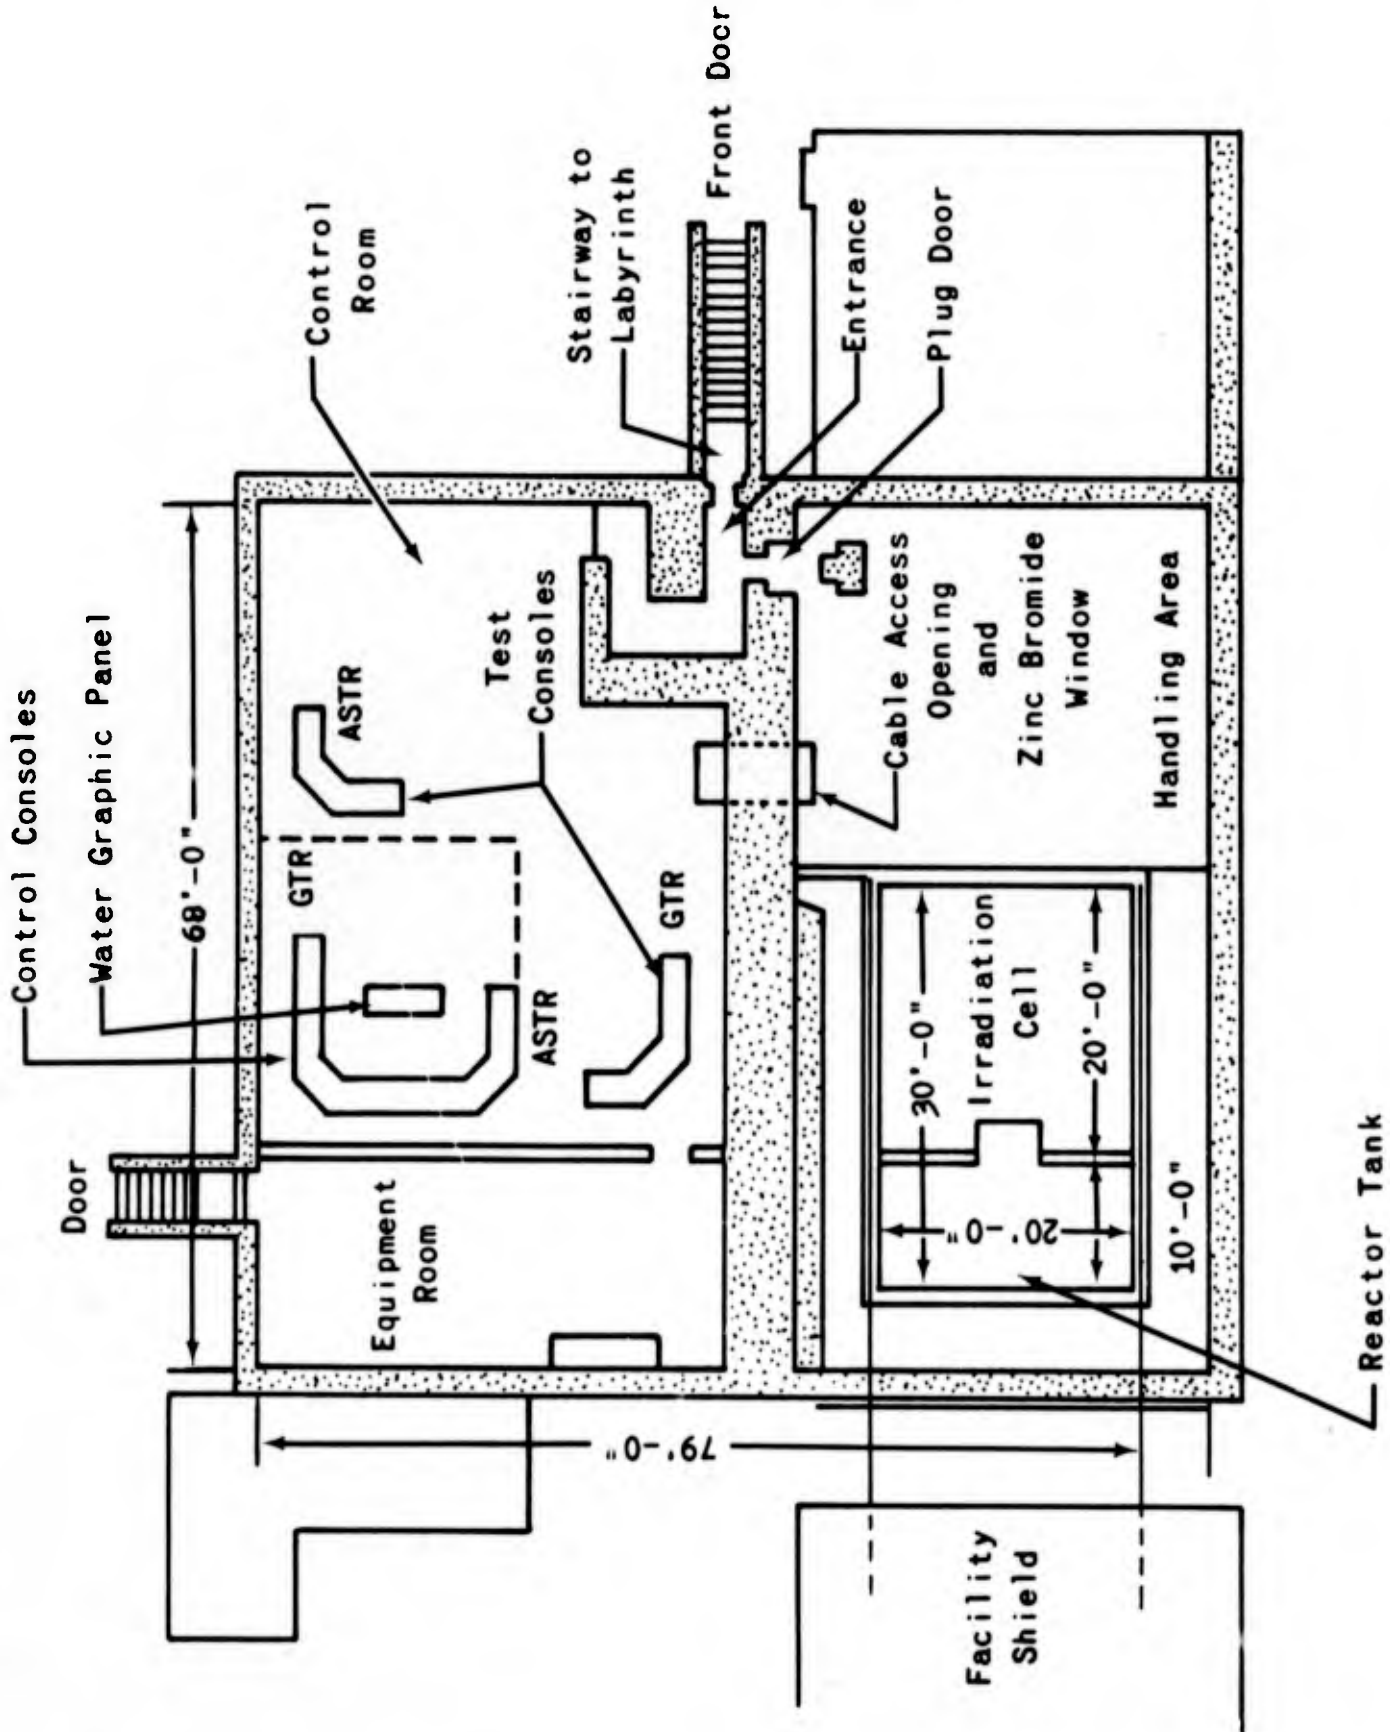 Control Consoles
Water Graphic Panel
68'-0"
Door
Control
Room
ASTR
GTR
Test
Consoles
ASTR
GTR
Equipment
Room
Stairway to
Labyrinth
Front Door
Entrance
Plug Door
Cable Access
Opening
and
Zinc Bromide
Window
Handling Area
30'-0"
Irradiation
Cell
20'-0"
20'-0"
10'-0"
79'-0"
Reactor Tank
Facility
Shield